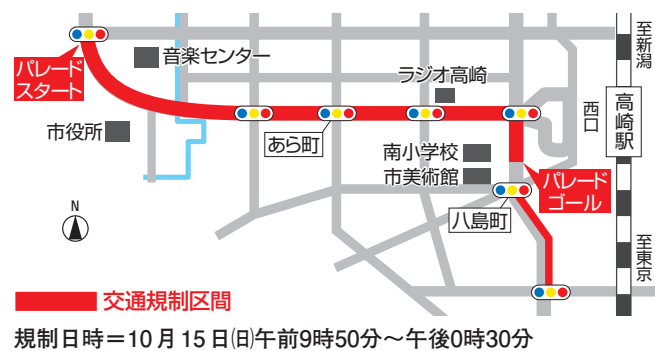 パレード
スタート
音楽センター
市役所
あら町
ラジオ高崎
南小学校
市美術館
パレード
ゴール
八島町
西口
高崎駅
至新潟
至東京
N
交通規制区間
規制日時＝10月15日㈰午前9時50分～午後0時30分